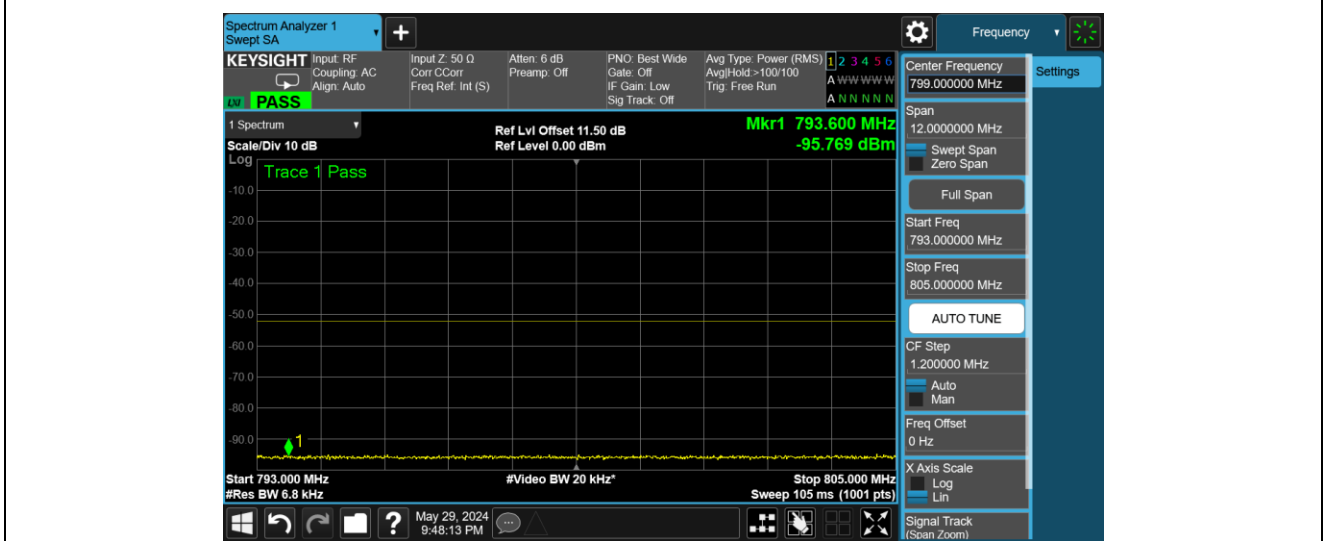 Spectrum Analyzer 1
Swept SA
+
Frequency
KEYSIGHT
Input: RF
Coupling: AC
Align: Auto
Input Z: 50 Ω
Corr CCorr
Freq Ref: Int (S)
Atten: 6 dB
Preamp: Off
PNO: Best Wide
Gate: Off
IF Gain: Low
Sig Track: Off
Avg Type: Power (RMS)
Avg|Hold:>100/100
Trig: Free Run
1 2 3 4 5 6
A W W W W W
A N N N N N
LXI PASS
1 Spectrum
Scale/Div 10 dB
Ref Lvl Offset 11.50 dB
Ref Level 0.00 dBm
Mkr1 793.600 MHz
-95.769 dBm
Log
Trace 1 Pass
-10.0
-20.0
-30.0
-40.0
-50.0
-60.0
-70.0
-80.0
-90.0
1
Start 793.000 MHz
#Res BW 6.8 kHz
#Video BW 20 kHz*
Stop 805.000 MHz
Sweep 105 ms (1001 pts)
?
May 29, 2024
9:48:13 PM
Center Frequency
799.000000 MHz
Settings
Span
12.0000000 MHz
Swept Span
Zero Span
Full Span
Start Freq
793.000000 MHz
Stop Freq
805.000000 MHz
AUTO TUNE
CF Step
1.200000 MHz
Auto
Man
Freq Offset
0 Hz
X Axis Scale
Log
Lin
Signal Track
(Span Zoom)